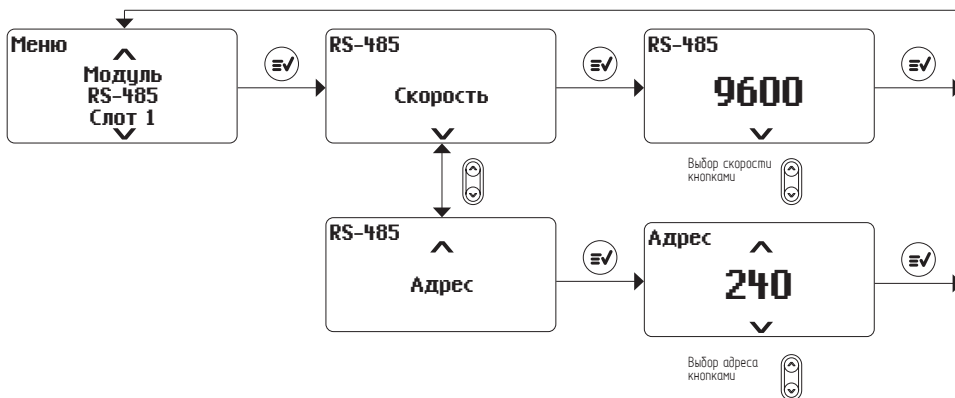 Меню
Модуль
RS-485
Слот 1
RS-485
Скорость
RS-485
9600
Выбор скорости
кнопками
RS-485
Адрес
Адрес
240
Выбор адреса
кнопками